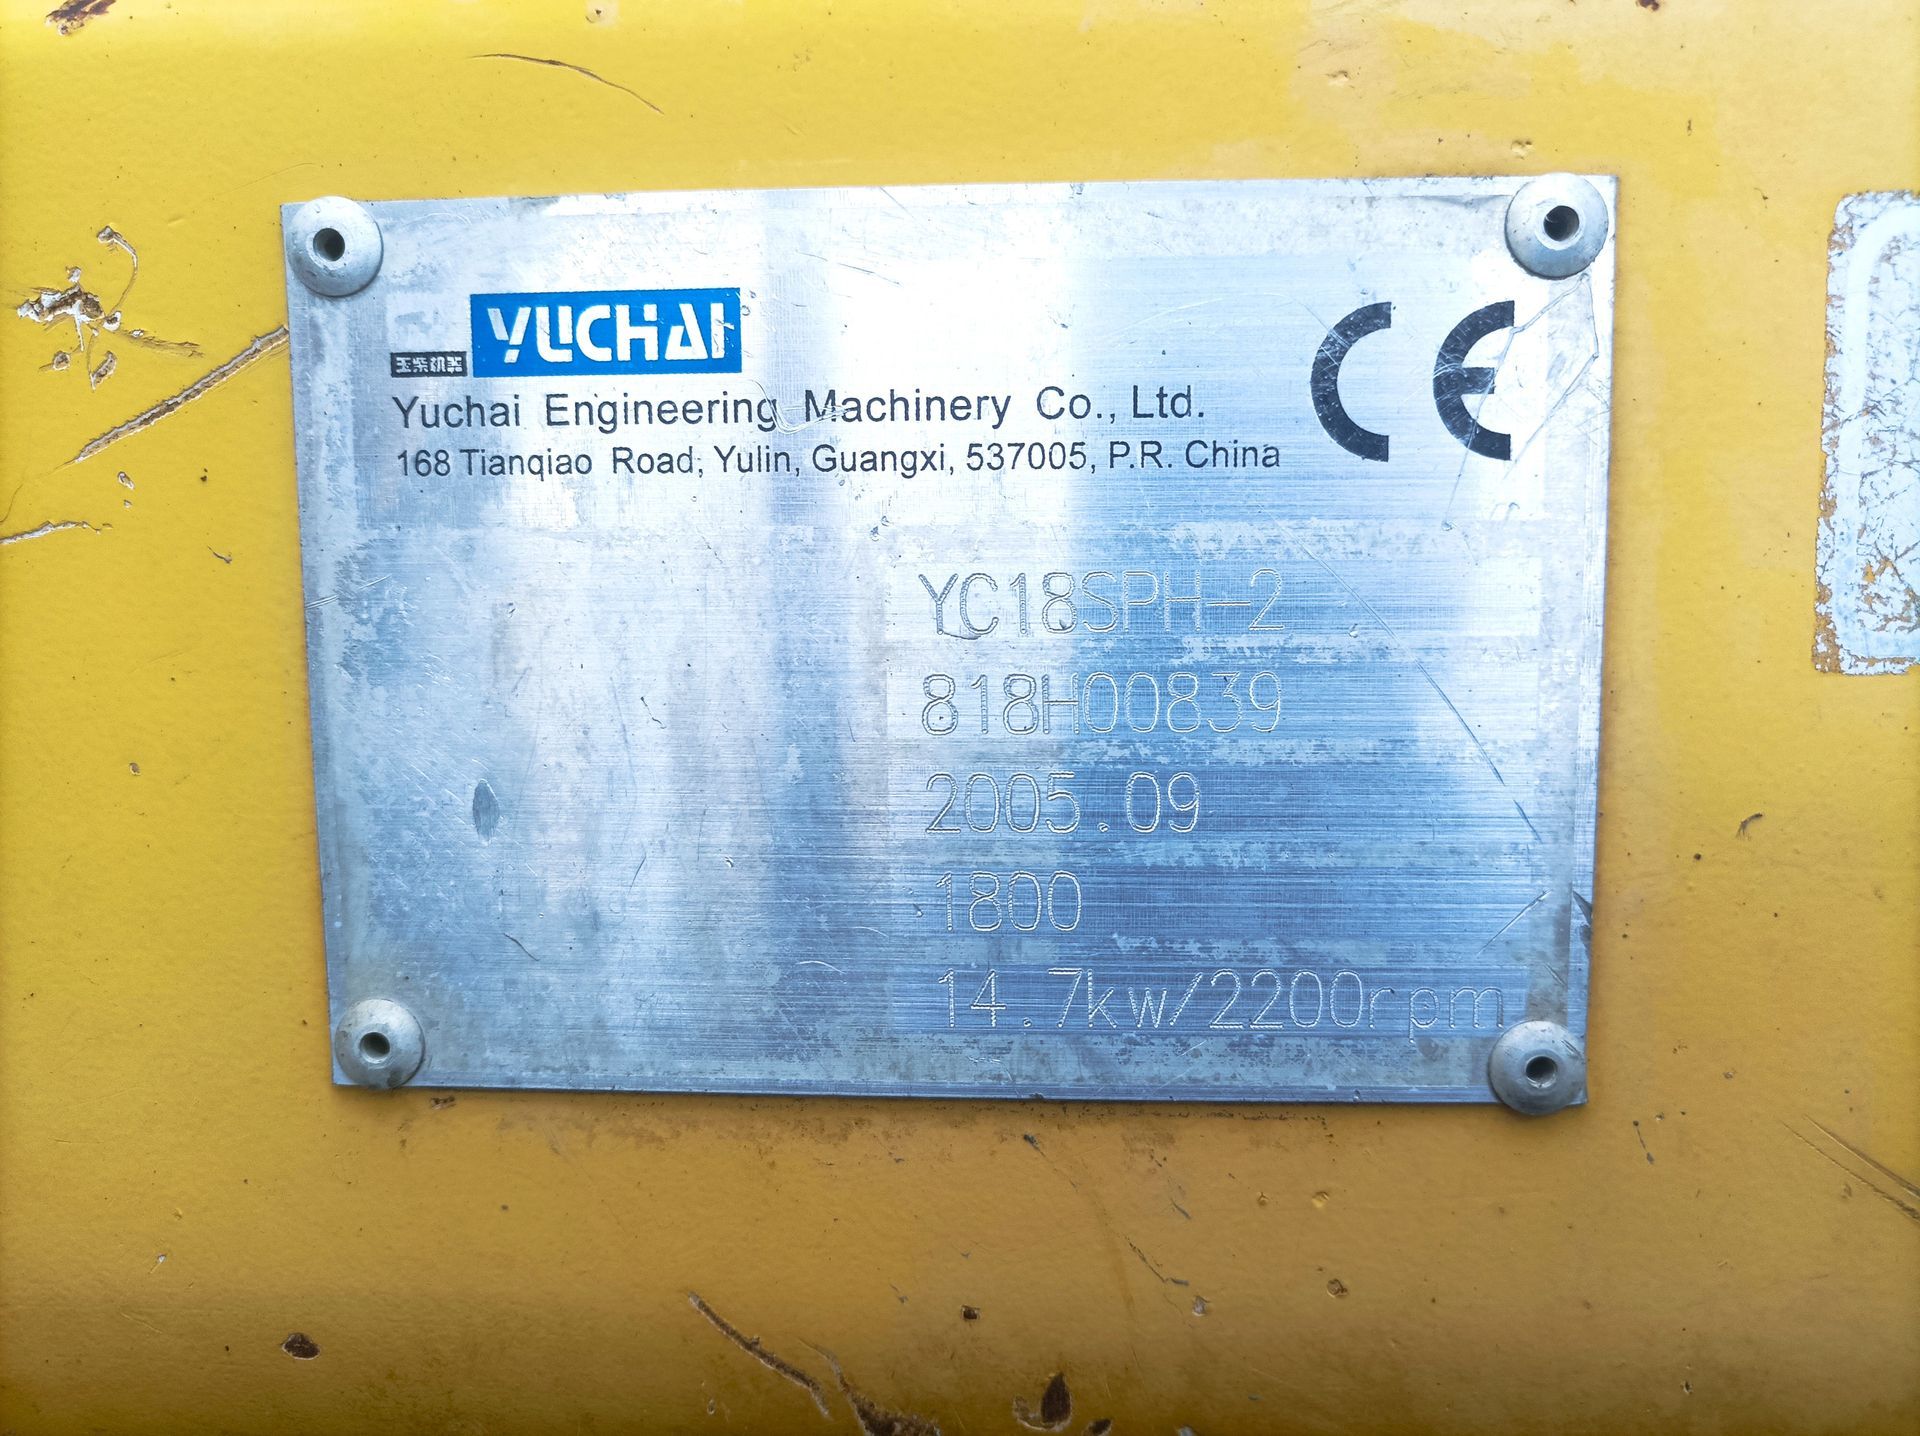 玉柴机器 YUCHAI
CE
Yuchai Engineering Machinery Co., Ltd.
168 Tianqiao Road, Yulin, Guangxi, 537005, P.R. China
YC18SPH-2
818H00839
2005.09
1800
14.7kw/2200rpm